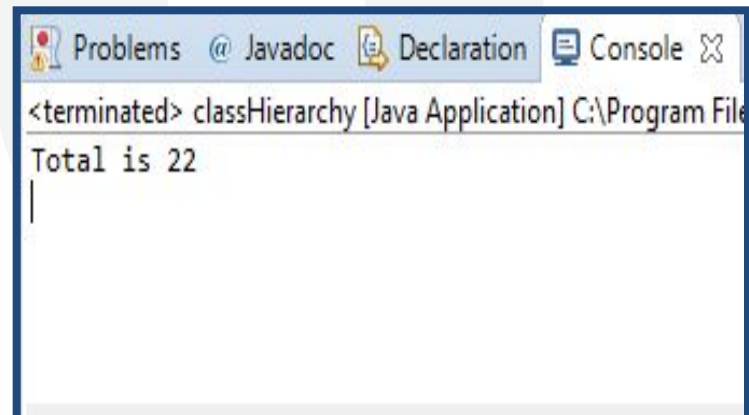 Problems @ Javadoc Declaration Console
<terminated> classHierarchy [Java Application] C:\Program File
Total is 22